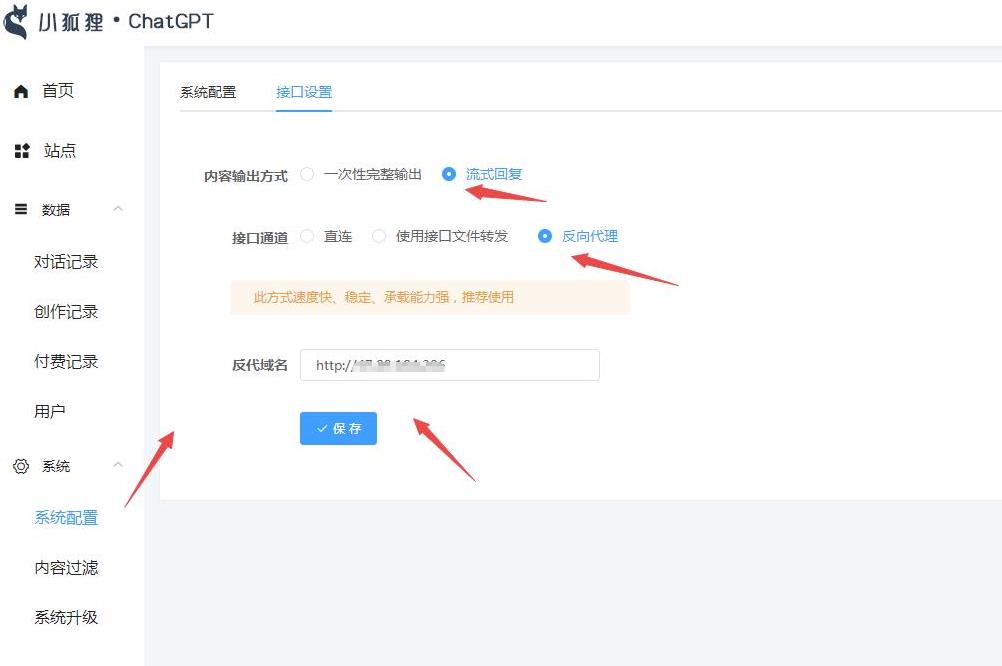 小狐狸·ChatGPT
首页
站点
数据
对话记录
创作记录
付费记录
用户
系统
系统配置
内容过滤
系统升级
系统配置 接口设置
内容输出方式 一次性完整输出 流式回复
接口通道 直连 使用接口文件转发 反向代理
此方式速度快、稳定、承载能力强，推荐使用
反代域名 http://
保存